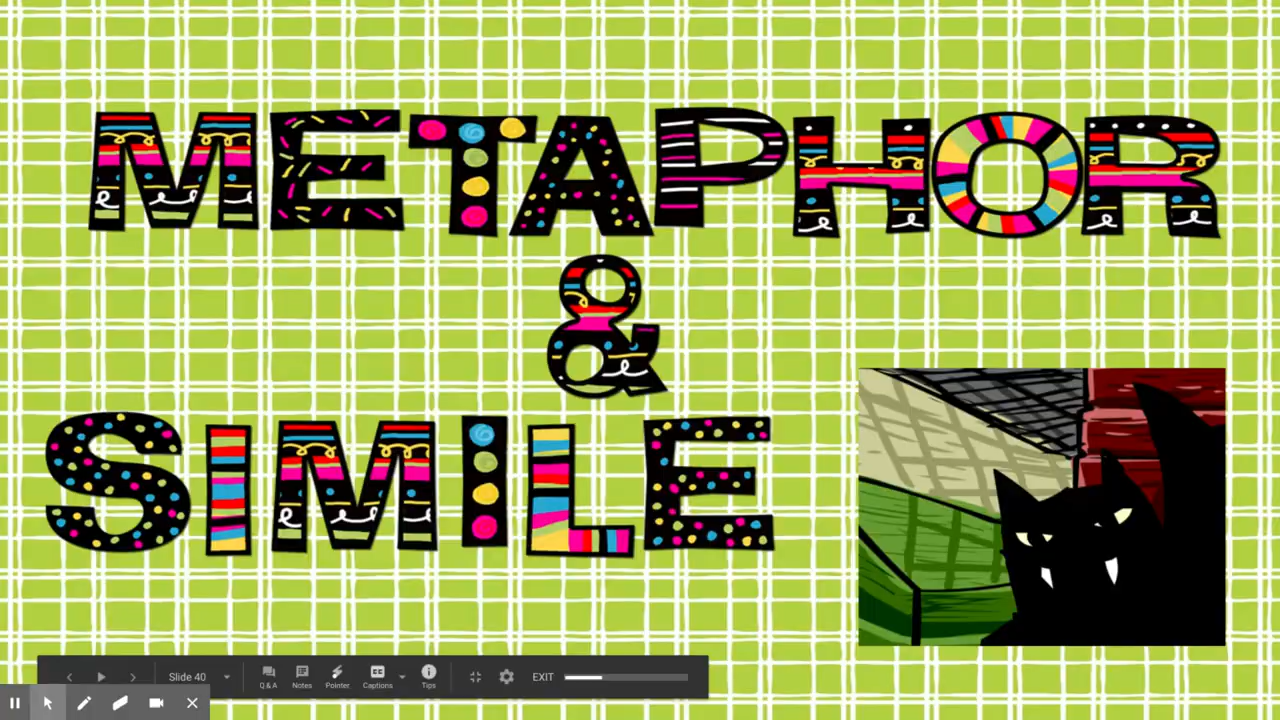 METAPHOR
&
SIMILE
Slide 40
Q & A
Notes
Pointer
Captions
Tips
EXIT